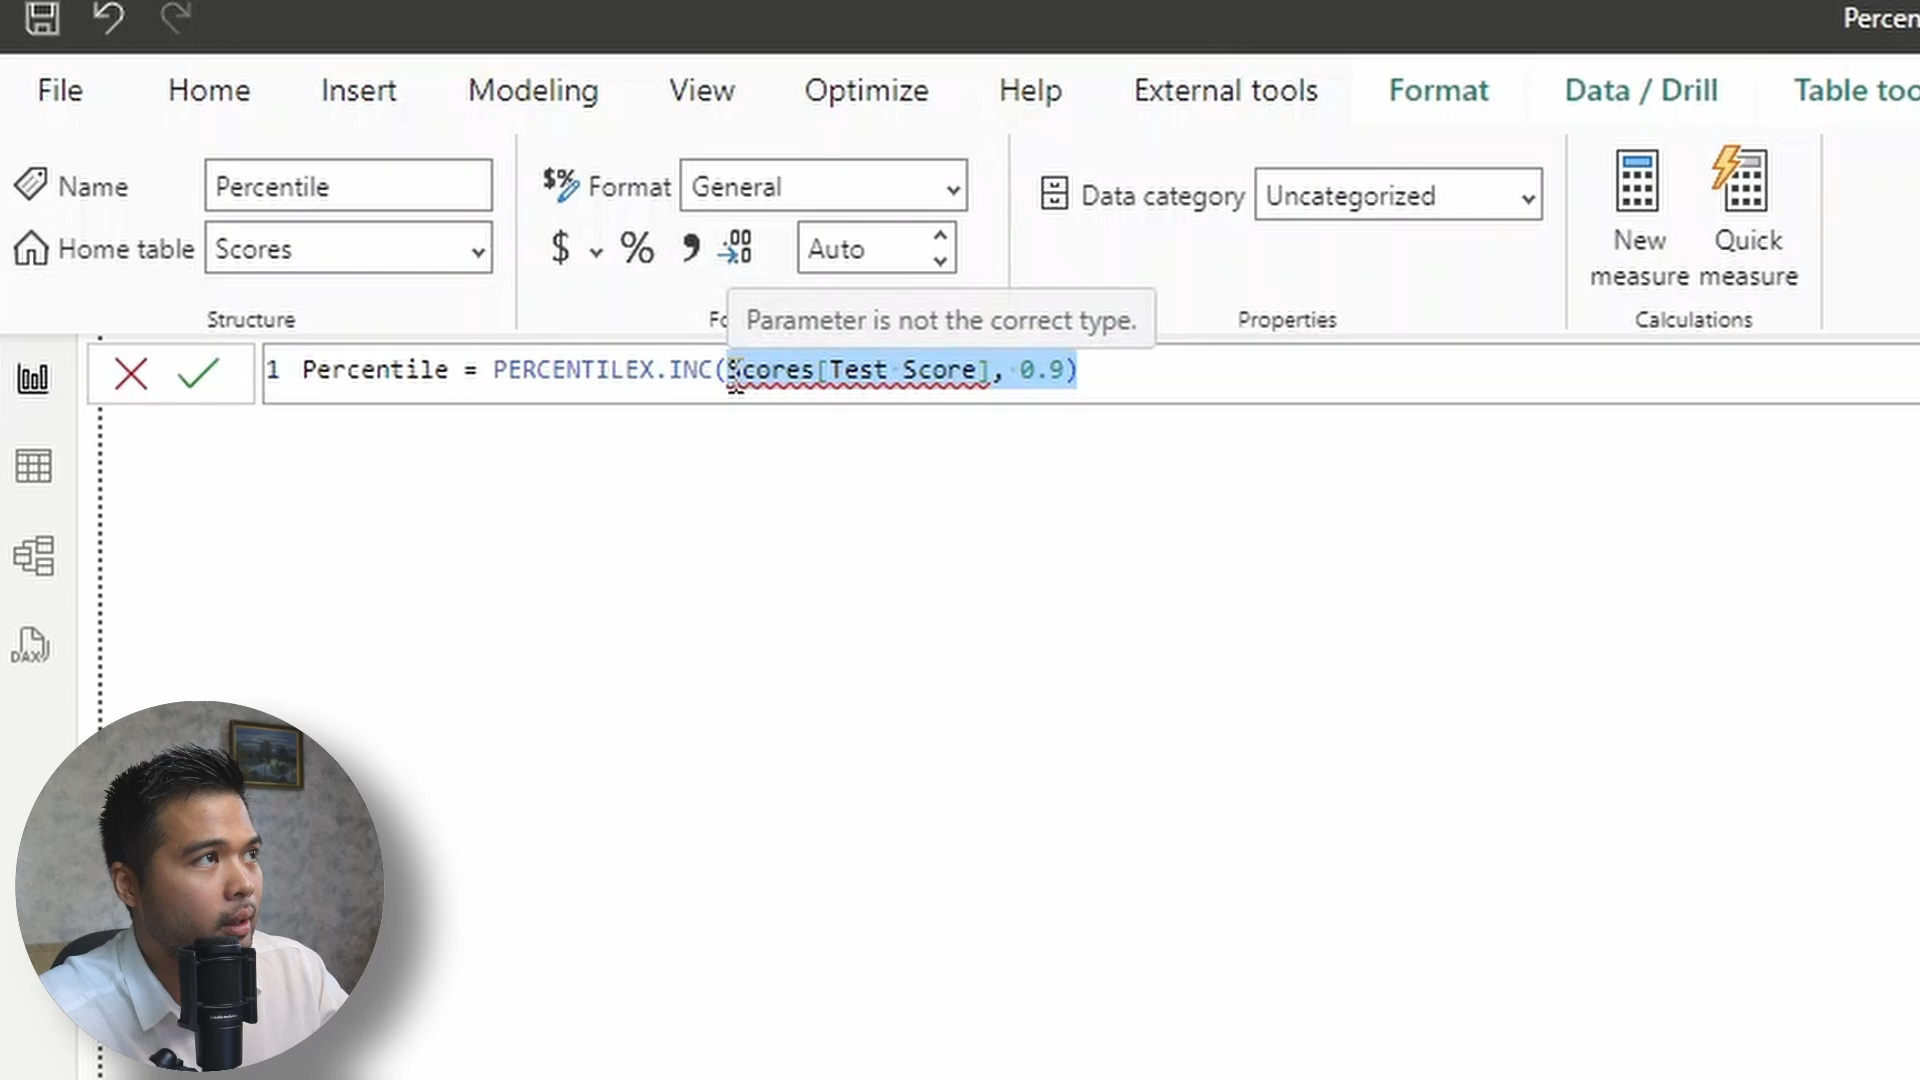 Percen
File Home Insert Modeling View Optimize Help External tools Format Data / Drill Table too
Name Percentile $% Format General Data category Uncategorized New measure Quick measure
Home table Scores $ % , .00 →.0 Auto
Structure Fo Properties Calculations
Parameter is not the correct type.
1 Percentile = PERCENTILEX.INC(Scores[Test Score], 0.9)
DAX